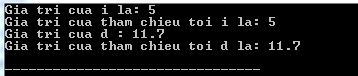 Gia tri cua i la: 5
Gia tri cua tham chieu toi i la: 5
Gia tri cua d : 11.7
Gia tri cua tham chieu toi d la: 11.7
--------------------------------